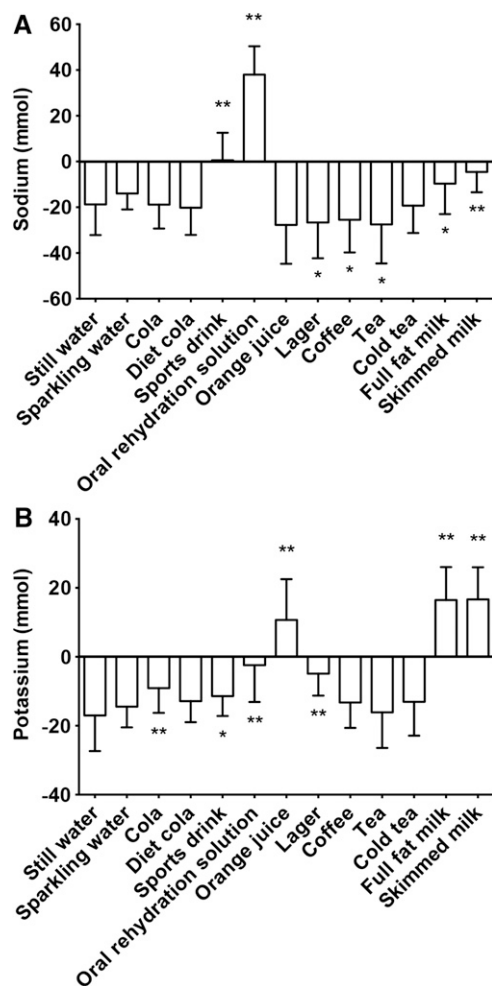 A
Sodium (mmol)
60
40
20
0
-20
-40
-60
**
**
*
*
*
*
**
Still water
Sparkling water
Cola
Diet cola
Sports drink
Oral rehydration solution
Orange juice
Lager
Coffee
Tea
Cold tea
Full fat milk
Skimmed milk
B
Potassium (mmol)
40
20
0
-20
-40
**
**
**
**
*
**
**
Still water
Sparkling water
Cola
Diet cola
Sports drink
Oral rehydration solution
Orange juice
Lager
Coffee
Tea
Cold tea
Full fat milk
Skimmed milk